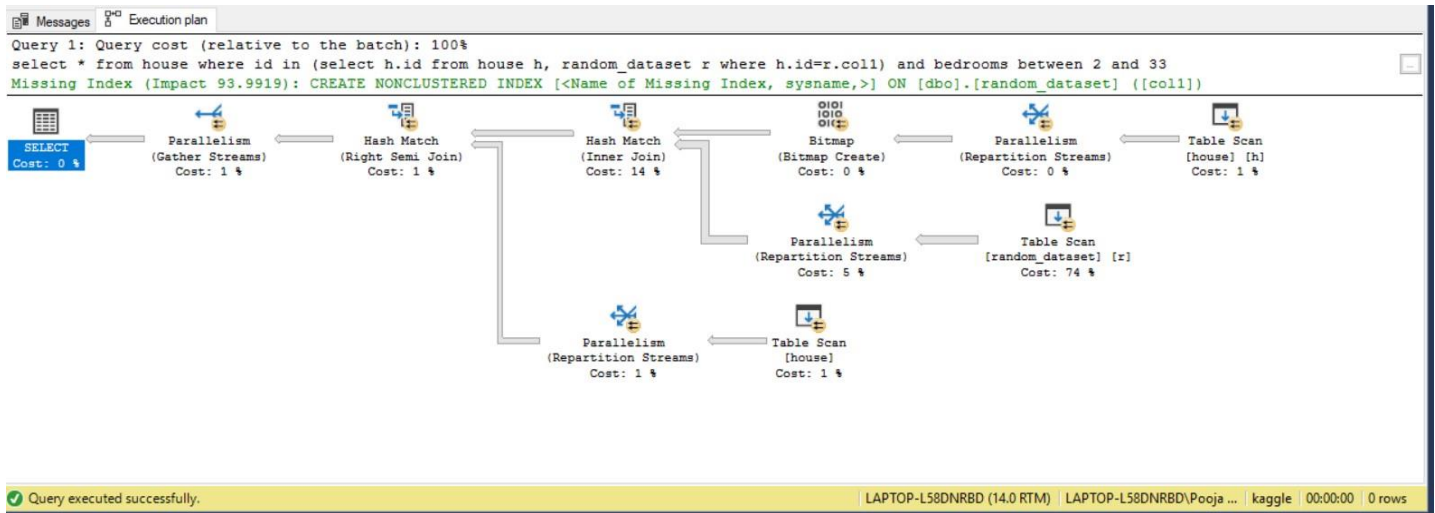 Messages Execution plan
Query 1: Query cost (relative to the batch): 100%
select * from house where id in (select h.id from house h, random_dataset r where h.id=r.col1) and bedrooms between 2 and 33
Missing Index (Impact 93.9919): CREATE NONCLUSTERED INDEX [<Name of Missing Index, sysname,>] ON [dbo].[random_dataset] ([col1])
...
SELECT
Cost: 0 %
Parallelism
(Gather Streams)
Cost: 1 %
Hash Match
(Right Semi Join)
Cost: 1 %
Hash Match
(Inner Join)
Cost: 14 %
Bitmap
(Bitmap Create)
Cost: 0 %
Parallelism
(Repartition Streams)
Cost: 0 %
Table Scan
[house] [h]
Cost: 1 %
Parallelism
(Repartition Streams)
Cost: 5 %
Table Scan
[random_dataset] [r]
Cost: 74 %
Parallelism
(Repartition Streams)
Cost: 1 %
Table Scan
[house]
Cost: 1 %
Query executed successfully.
LAPTOP-L58DNRBD (14.0 RTM) LAPTOP-L58DNRBD\Pooja ... kaggle 00:00:00 0 rows